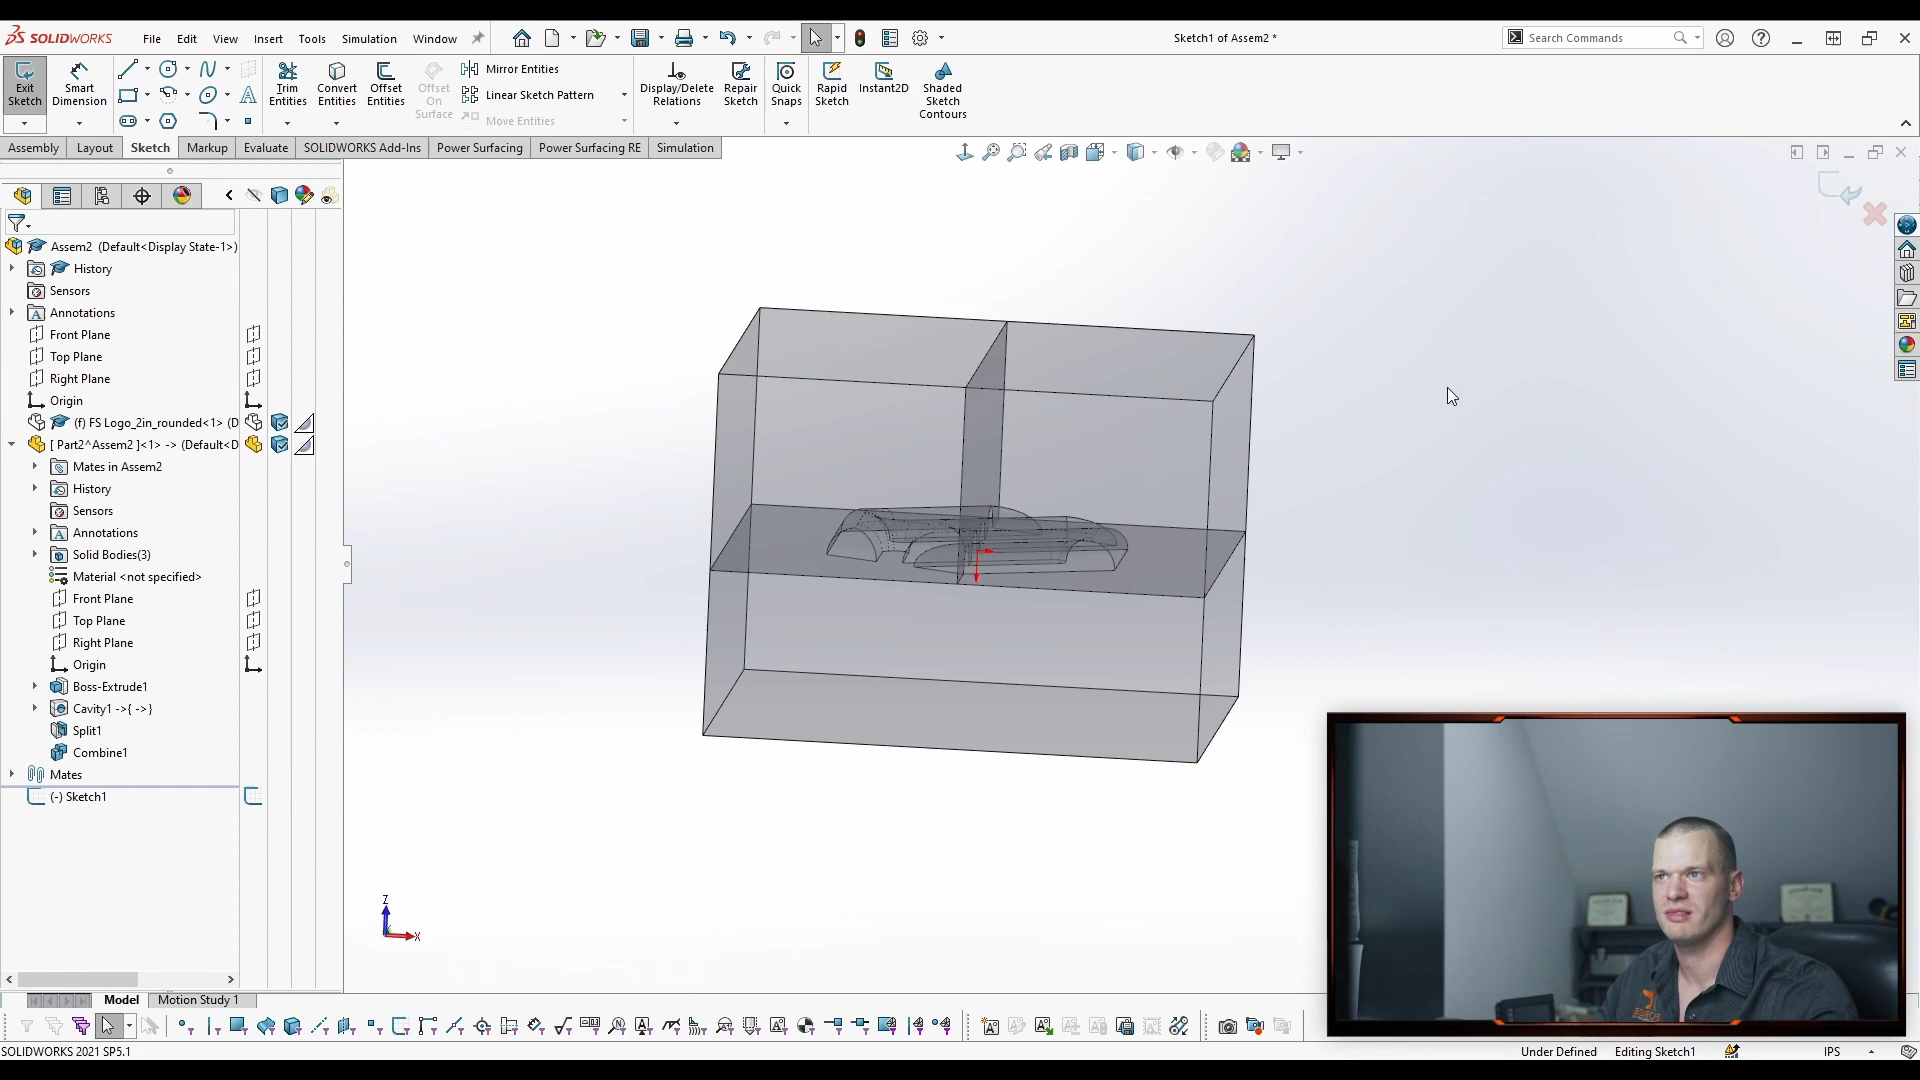 SOLIDWORKS
File
Edit
View
Insert
Tools
Simulation
Window
Sketch1 of Assem2 *
Search Commands
Exit Sketch
Smart Dimension
Trim Entities
Convert Entities
Offset Entities
Offset On Surface
Mirror Entities
Linear Sketch Pattern
Move Entities
Display/Delete Relations
Repair Sketch
Quick Snaps
Rapid Sketch
Instant2D
Shaded Sketch Contours
Assembly
Layout
Sketch
Markup
Evaluate
SOLIDWORKS Add-Ins
Power Surfacing
Power Surfacing RE
Simulation
Assem2 (Default<Display State-1>)
History
Sensors
Annotations
Front Plane
Top Plane
Right Plane
Origin
(f) FS Logo_2in_rounded<1> (D
[ Part2^Assem2 ]<1> -> (Default<D
Mates in Assem2
History
Sensors
Annotations
Solid Bodies(3)
Material <not specified>
Front Plane
Top Plane
Right Plane
Origin
Boss-Extrude1
Cavity1 ->{ ->}
Split1
Combine1
Mates
(-) Sketch1
Z
X
Model
Motion Study 1
SOLIDWORKS 2021 SP5.1
Under Defined
Editing Sketch1
IPS